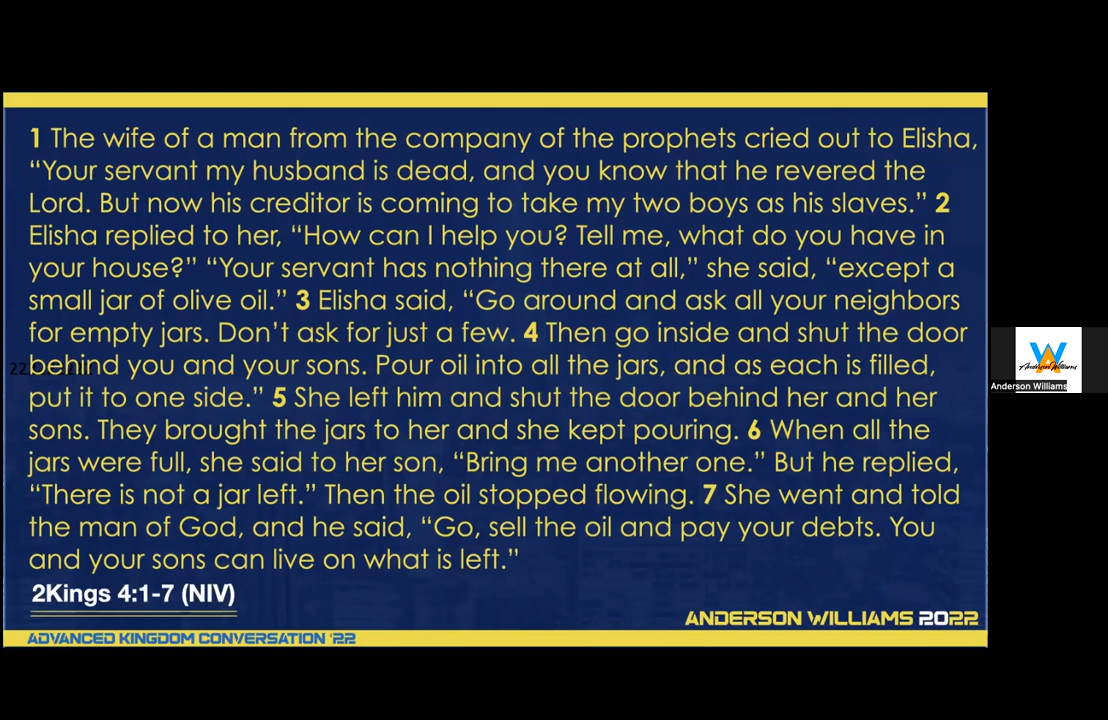 1 The wife of a man from the company of the prophets cried out to Elisha,
“Your servant my husband is dead, and you know that he revered the
Lord. But now his creditor is coming to take my two boys as his slaves.” 2
Elisha replied to her, “How can I help you? Tell me, what do you have in
your house?” “Your servant has nothing there at all,” she said, “except a
small jar of olive oil.” 3 Elisha said, “Go around and ask all your neighbors
for empty jars. Don’t ask for just a few. 4 Then go inside and shut the door
behind you and your sons. Pour oil into all the jars, and as each is filled,
put it to one side.” 5 She left him and shut the door behind her and her
sons. They brought the jars to her and she kept pouring. 6 When all the
jars were full, she said to her son, “Bring me another one.” But he replied,
“There is not a jar left.” Then the oil stopped flowing. 7 She went and told
the man of God, and he said, “Go, sell the oil and pay your debts. You
and your sons can live on what is left.”
2Kings 4:1-7 (NIV)
ANDERSON WILLIAMS 2022
ADVANCED KINGDOM CONVERSATION '22
Anderson Williams
Anderson Williams